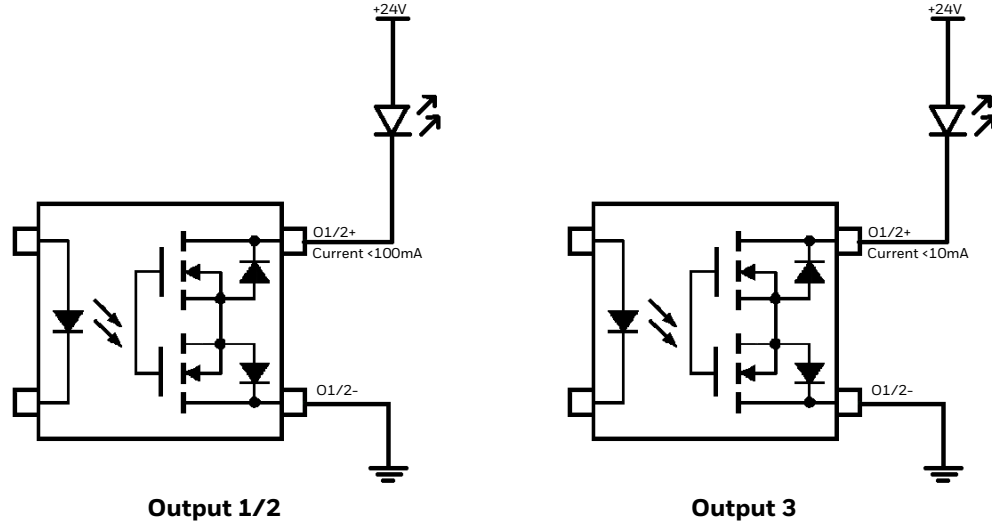 +24V
+24V
O1/2+
Current <100mA
O1/2+
Current <10mA
O1/2-
O1/2-
Output 1/2
Output 3